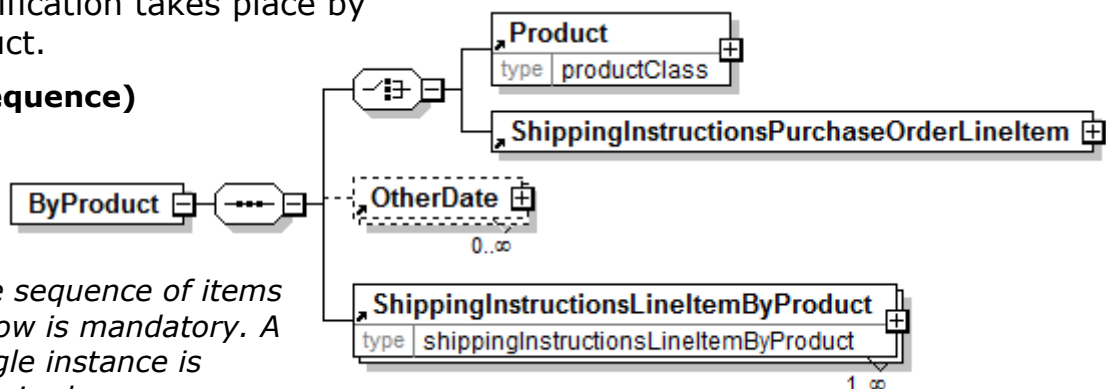 ification takes place by
uct.
equence)
Product
type productClass
ShippingInstructionsPurchaseOrderLineItem
ByProduct
OtherDate
0..∞
e sequence of items
ow is mandatory. A
gle instance is
ShippingInstructionsLineItemByProduct
type shippingInstructionsLineItemByProduct
1..∞